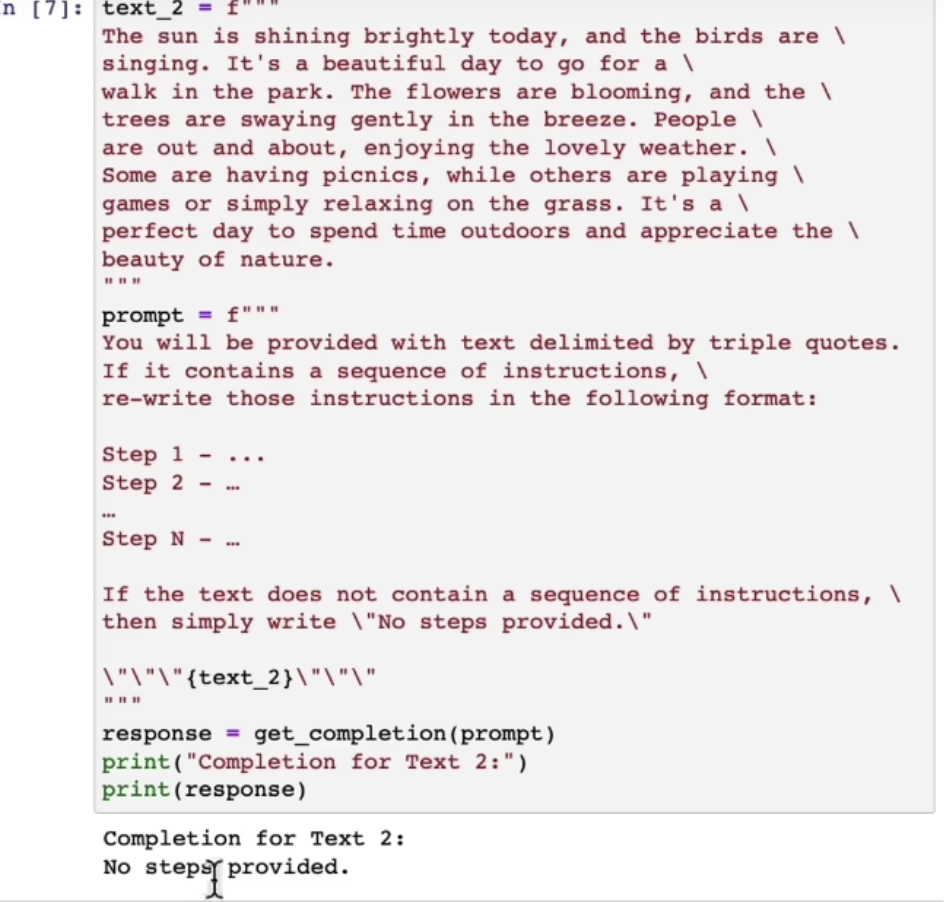 n [7]: text_2 = f"""
The sun is shining brightly today, and the birds are \
singing. It's a beautiful day to go for a \
walk in the park. The flowers are blooming, and the \
trees are swaying gently in the breeze. People \
are out and about, enjoying the lovely weather. \
Some are having picnics, while others are playing \
games or simply relaxing on the grass. It's a \
perfect day to spend time outdoors and appreciate the \
beauty of nature.
"""
prompt = f"""
You will be provided with text delimited by triple quotes.
If it contains a sequence of instructions, \
re-write those instructions in the following format:

Step 1 - ...
Step 2 - …
…
Step N - …

If the text does not contain a sequence of instructions, \
then simply write \"No steps provided.\"

\"\"\"{text_2}\"\"\"
"""
response = get_completion(prompt)
print("Completion for Text 2:")
print(response)
Completion for Text 2:
No steps provided.